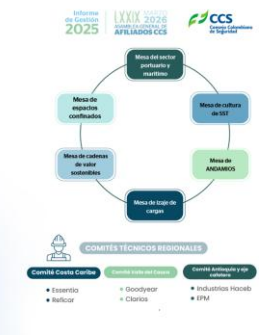 Informe
de Gestión
2025
LXXIX MARZO
2026
ASAMBLEA GENERAL DE
AFILIADOS CCS
CCS
Consejo Colombiano
de Seguridad
Mesa del sector
portuario y
marítimo
Mesa de
espacios
confinados
Mesa de cultura
de SST
Mesa de cadenas
de valor
sostenibles
Mesa de
ANDAMIOS
Mesa de izaje de
cargas
COMITÉS TÉCNICOS REGIONALES
Comité Costa Caribe
Comité Valle del Cauca
Comité Antioquia y eje
cafetero
• Essentia
• Reficar
• Goodyear
• Clarios
• Industrias Haceb
• EPM